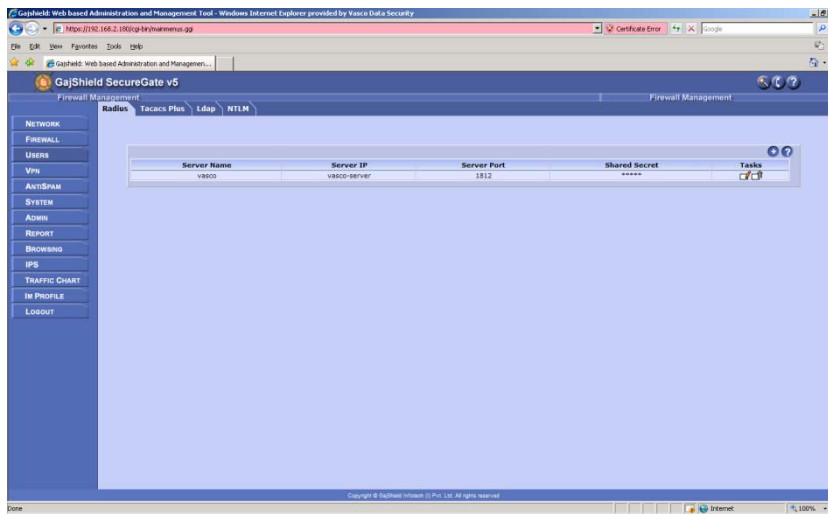 Gajshield: Web based Administration and Management Tool - Windows Internet Explorer provided by Vasco Data Security
https://192.168.2.180/cgi-bin/mainmenus.ggi
Certificate Error
Google
File Edit View Favorites Tools Help
Gajshield: Web based Administration and Managemen...
GajShield SecureGate v5
Firewall Management
Firewall Management
Radius Tacacs Plus Ldap NTLM
NETWORK
FIREWALL
USERS
VPN
ANTISPAM
SYSTEM
ADMIN
REPORT
BROWSING
IPS
TRAFFIC CHART
IM PROFILE
LOGOUT
Server Name Server IP Server Port Shared Secret Tasks
vasco vasco-server 1812 *****
Copyright © GajShield Infotech (I) Pvt. Ltd. All rights reserved
Done
Internet
100%